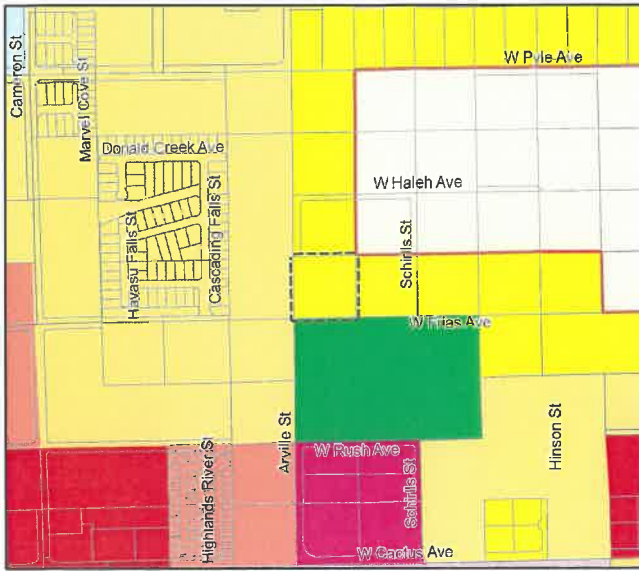 Cameron St
Marvel Cove St
W Pyle Ave
Donald Creek Ave
W Haleh Ave
Havasu Falls St
Cascading Falls St
Schirlls St
W Frias Ave
Arville St
Highlands River St
W Rush Ave
Schirlls St
Hinson St
W Cactus Ave